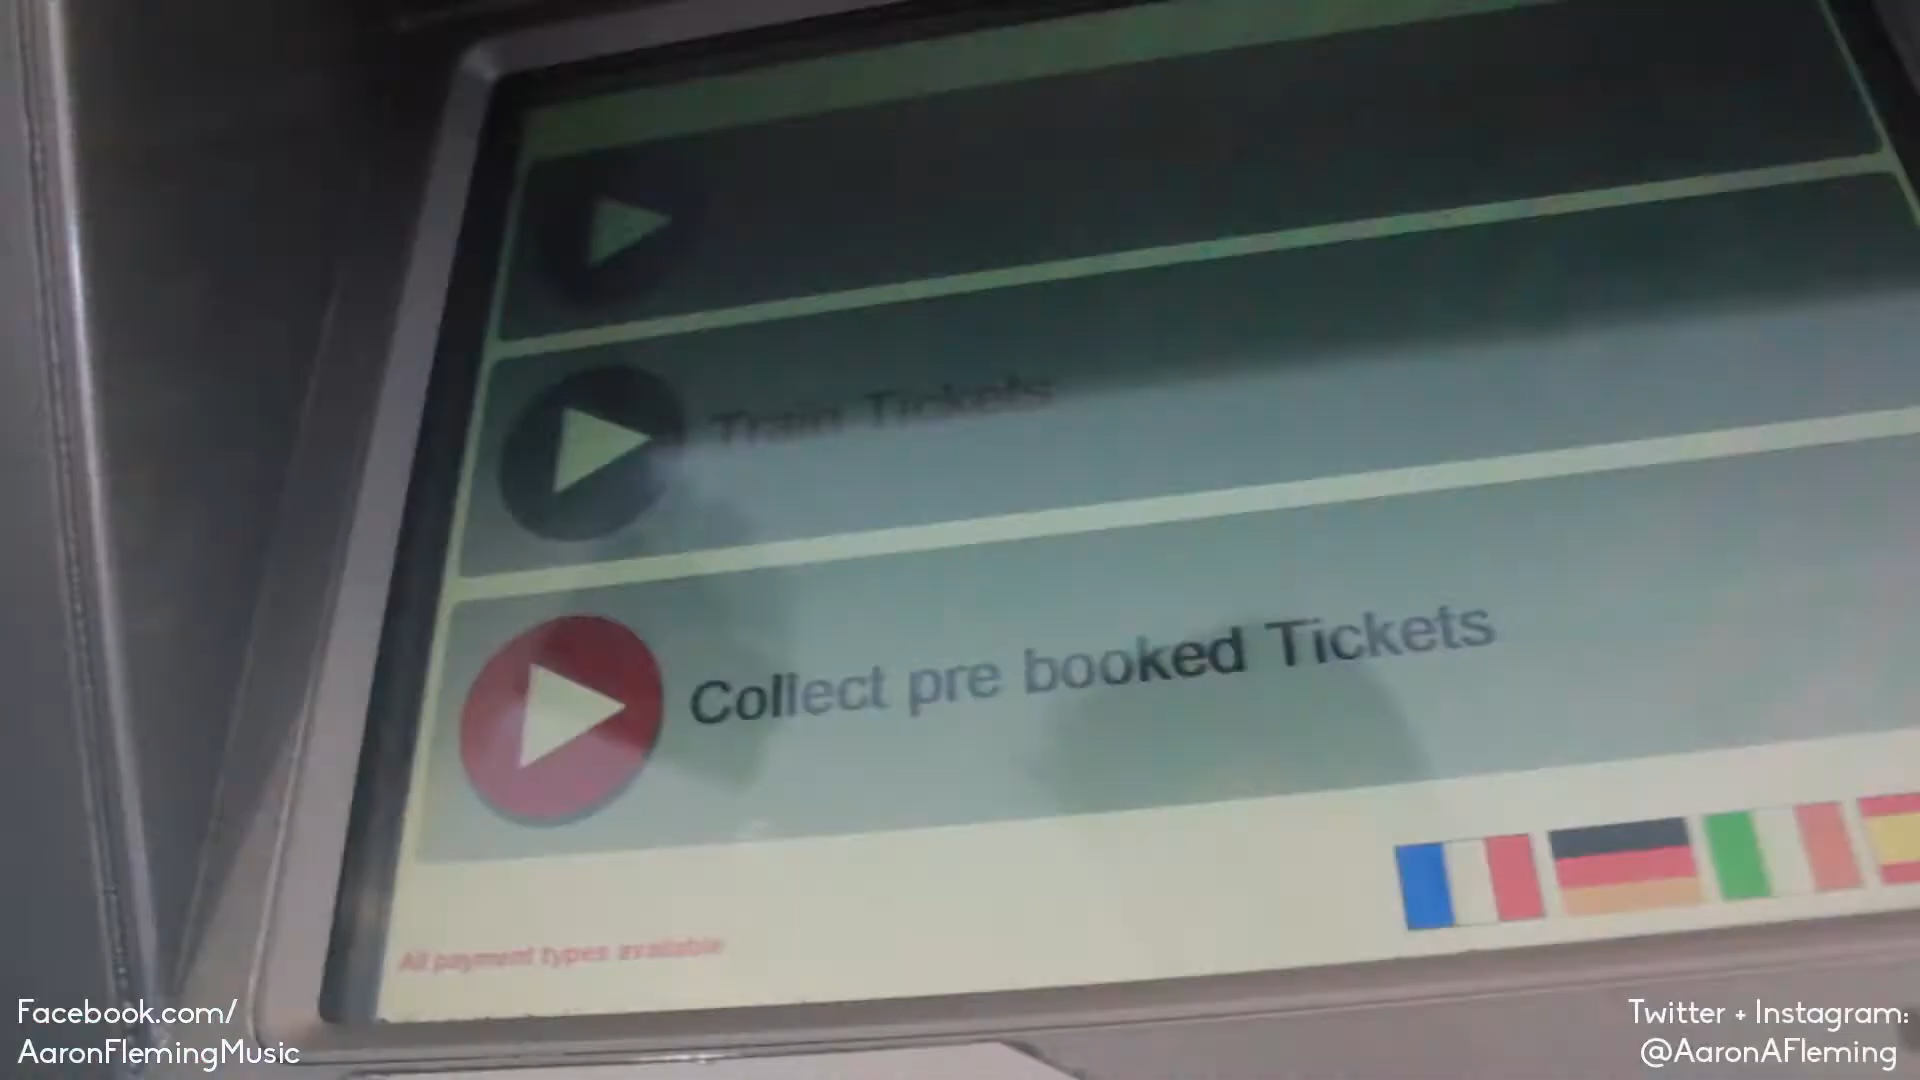 Train Tickets
Collect pre booked Tickets
All payment types available
Facebook.com/
AaronFlemingMusic
Twitter + Instagram:
@AaronAFleming